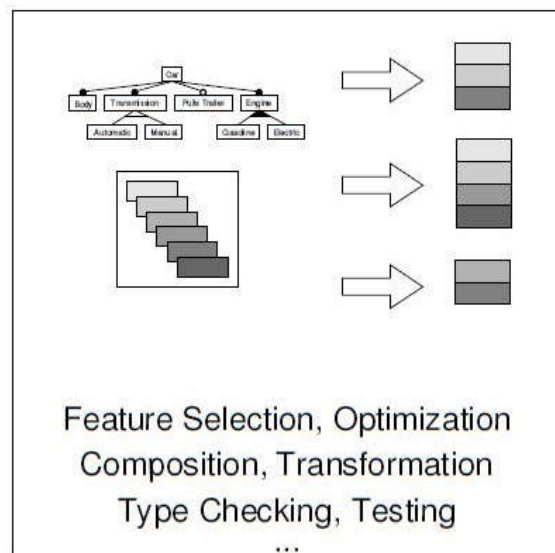 Car
Body Transmission Pulls Trailer Engine
Automatic Manual Gasoline Electric
Feature Selection, Optimization
Composition, Transformation
Type Checking, Testing
...